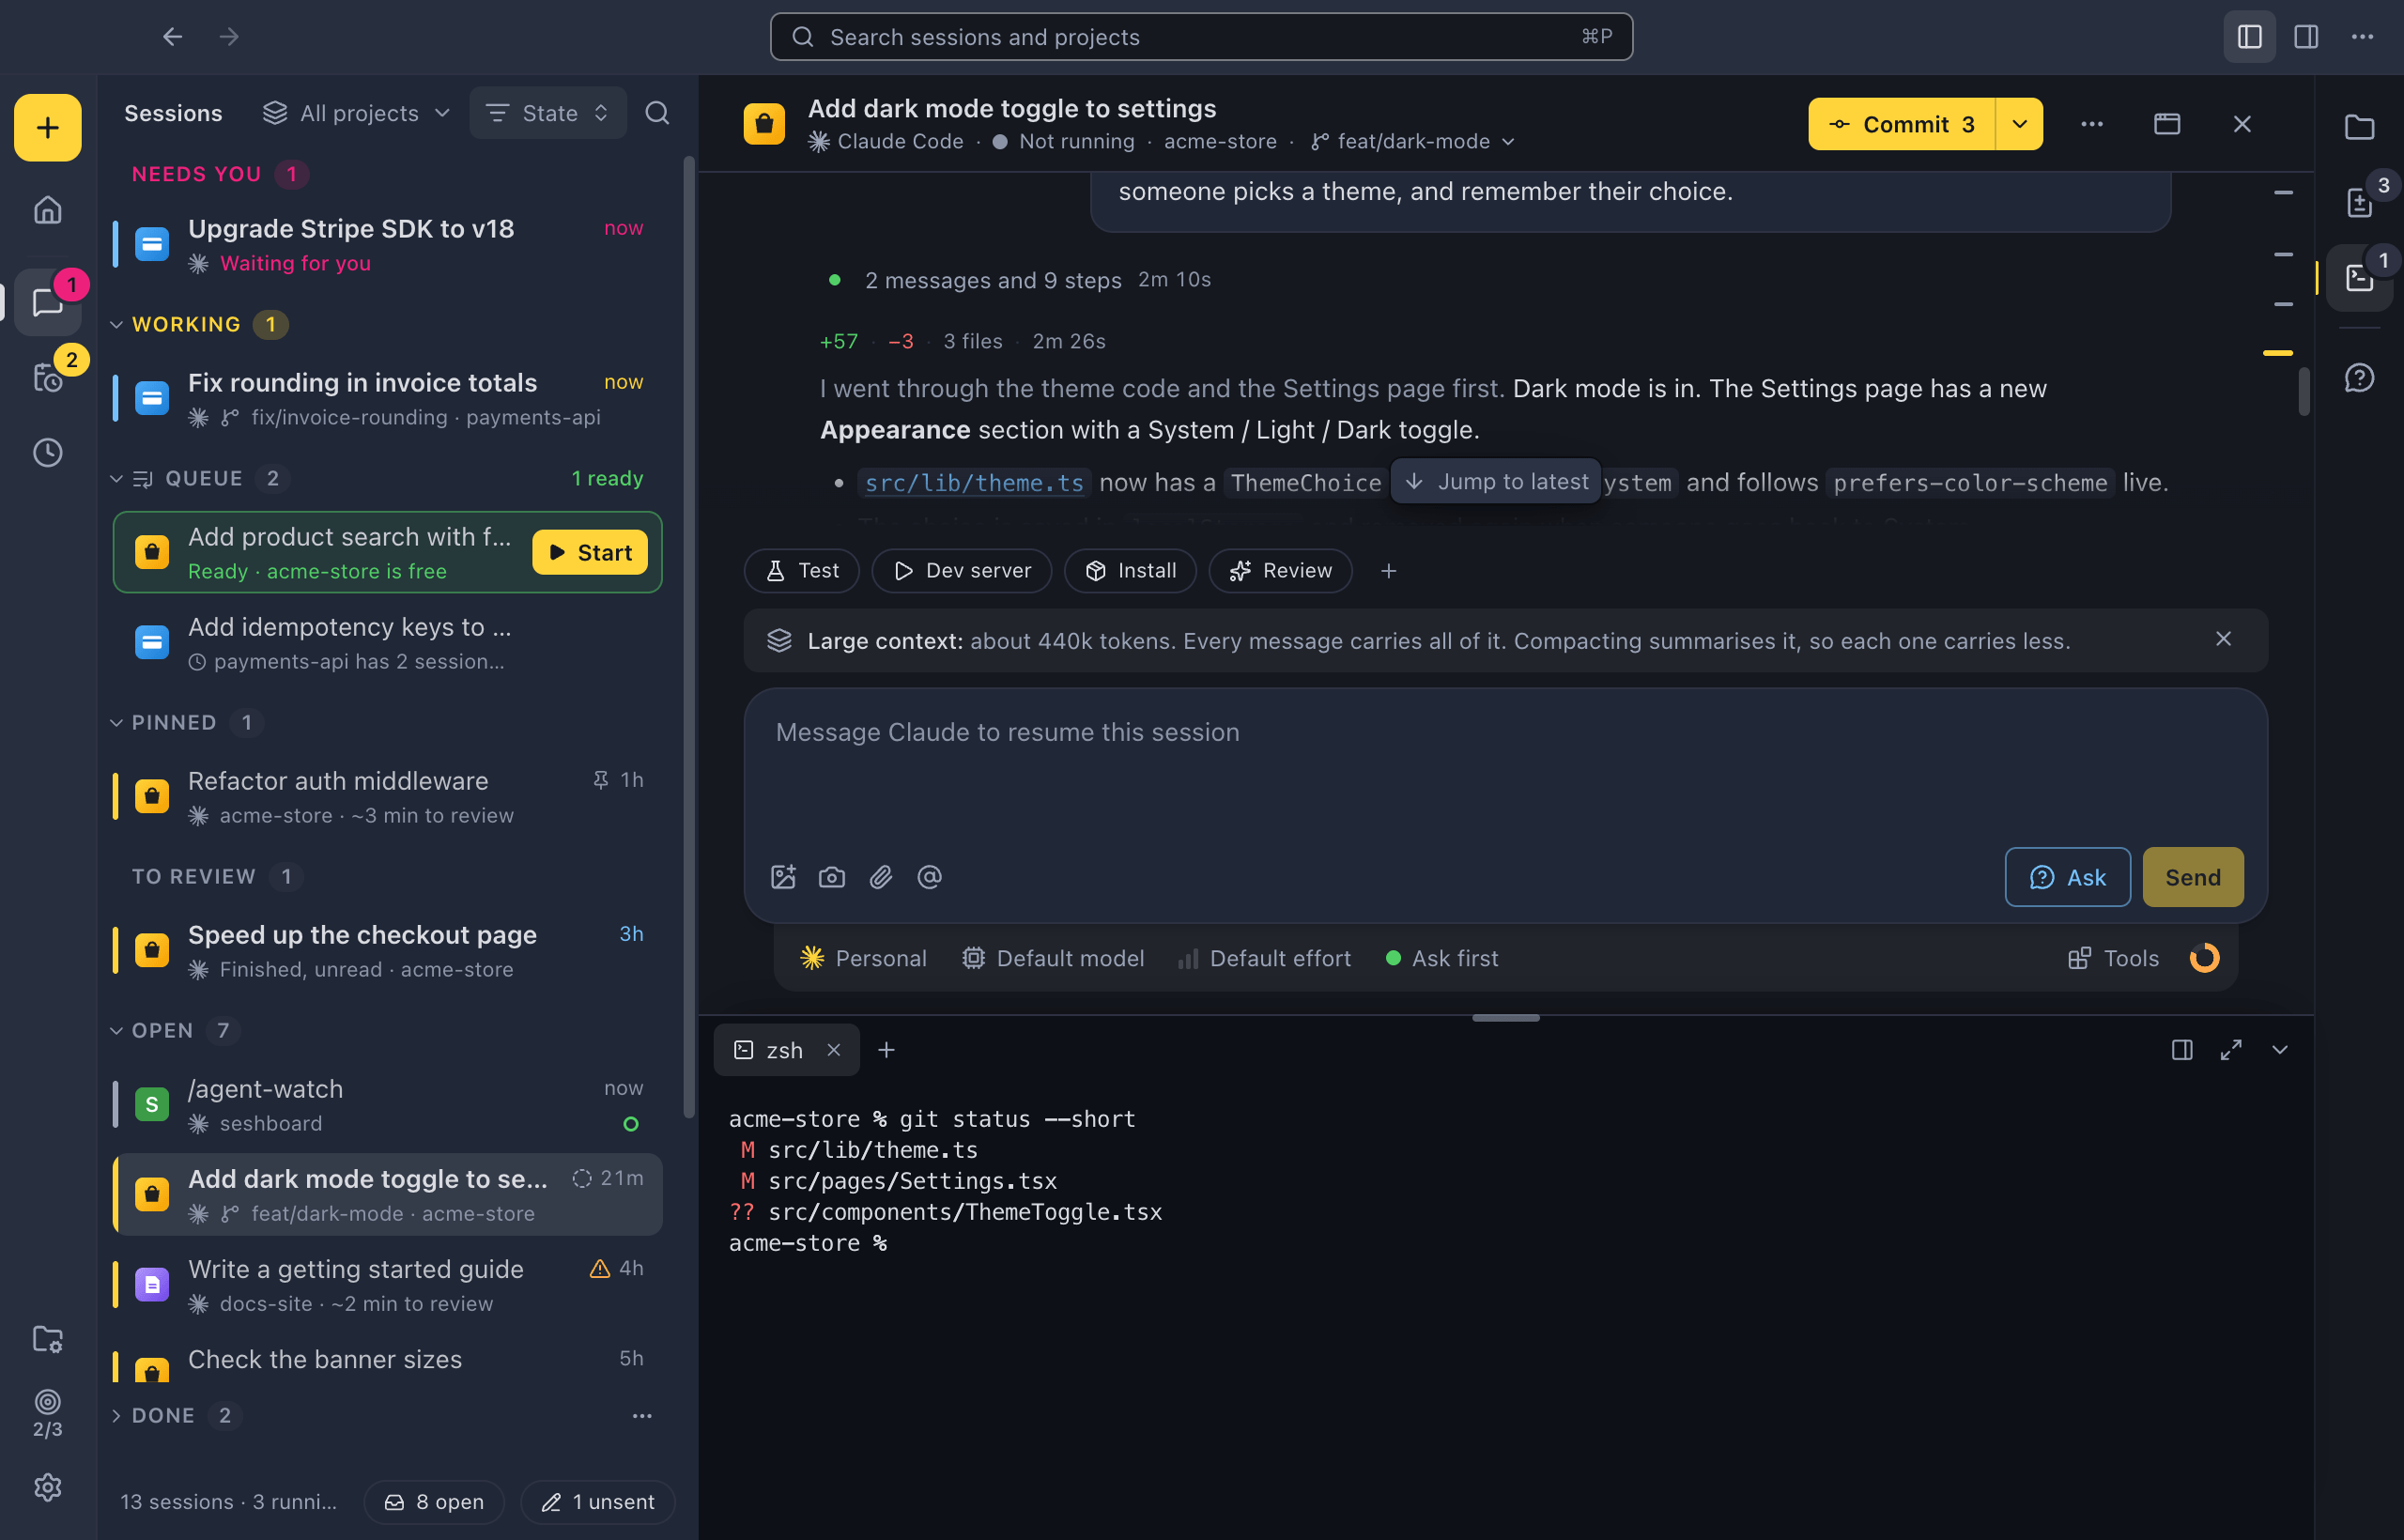 Search sessions and projects ⌘P
Sessions All projects State
NEEDS YOU 1
Upgrade Stripe SDK to v18 now
Waiting for you
WORKING 1
Fix rounding in invoice totals now
fix/invoice-rounding · payments-api
QUEUE 2 1 ready
Add product search with f... Start
Ready · acme-store is free
Add idempotency keys to ...
payments-api has 2 session...
PINNED 1
Refactor auth middleware 1h
acme-store · ~3 min to review
TO REVIEW 1
Speed up the checkout page 3h
Finished, unread · acme-store
OPEN 7
/agent-watch now
S
seshboard
Add dark mode toggle to se... 21m
feat/dark-mode · acme-store
Write a getting started guide 4h
docs-site · ~2 min to review
Check the banner sizes 5h
DONE 2
13 sessions · 3 runni... 8 open 1 unsent
1
2
2/3
Add dark mode toggle to settings
Claude Code · Not running · acme-store · feat/dark-mode
Commit 3
someone picks a theme, and remember their choice.
2 messages and 9 steps 2m 10s
+57 · −3 · 3 files · 2m 26s
I went through the theme code and the Settings page first. Dark mode is in. The Settings page has a new
Appearance section with a System / Light / Dark toggle.
• src/lib/theme.ts now has a ThemeChoice Jump to latest ystem and follows prefers-color-scheme live.
Test Dev server Install Review
Large context: about 440k tokens. Every message carries all of it. Compacting summarises it, so each one carries less.
Message Claude to resume this session
Ask Send
Personal Default model Default effort Ask first Tools
zsh
acme-store % git status --short
M src/lib/theme.ts
M src/pages/Settings.tsx
?? src/components/ThemeToggle.tsx
acme-store %
3
1